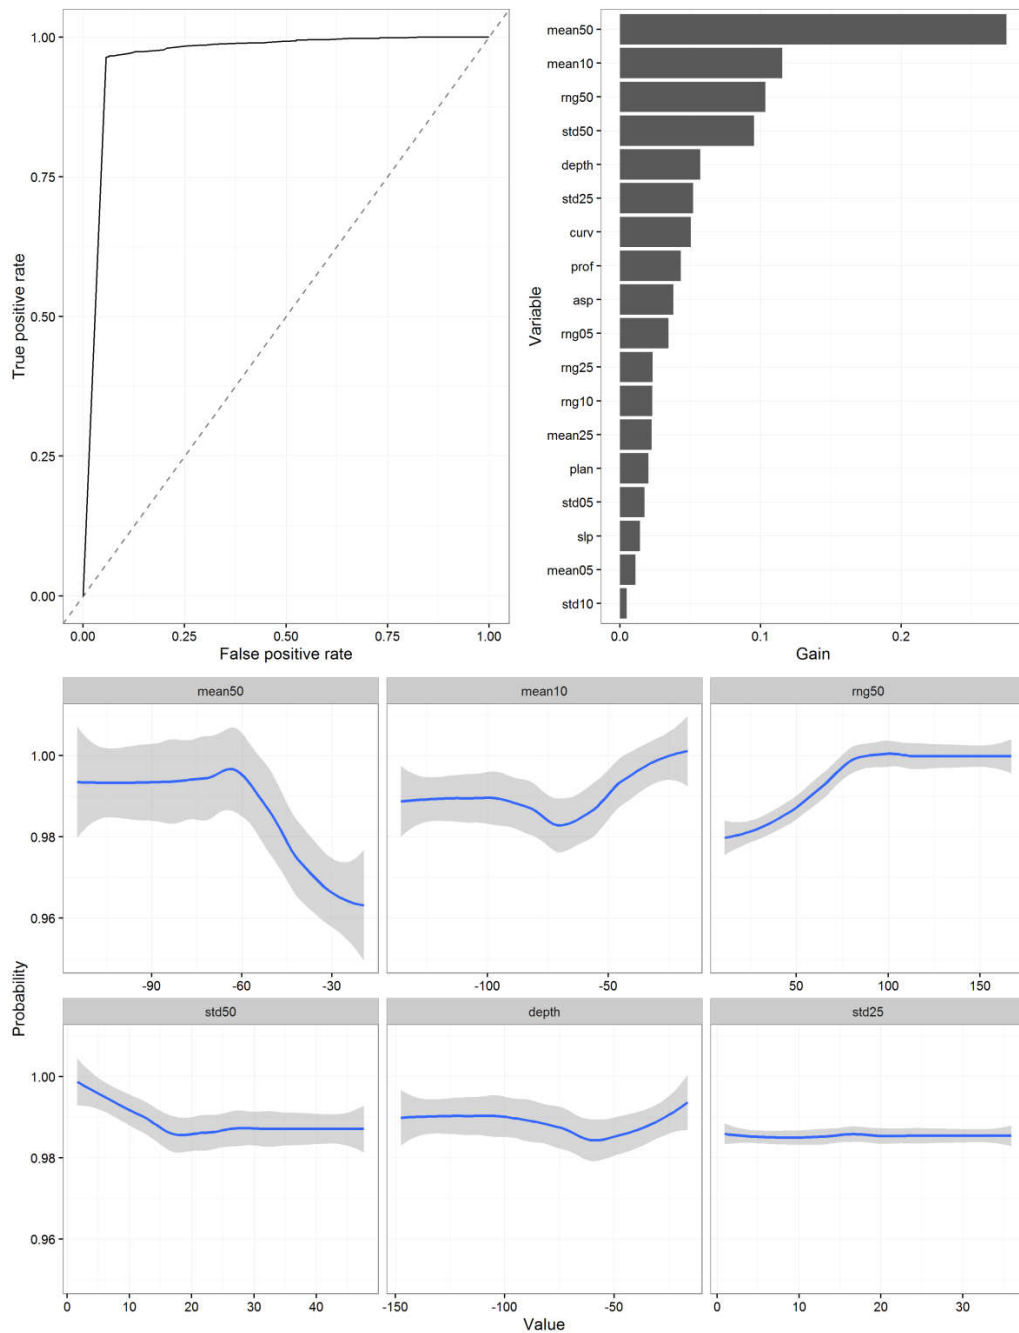 True positive rate
1.00
0.75
0.50
0.25
0.00
0.00 0.25 0.50 0.75 1.00
False positive rate
Variable
mean50
mean10
rng50
std50
depth
std25
curv
prof
asp
rng05
rng25
rng10
mean25
plan
std05
slp
mean05
std10
0.0 0.1 0.2
Gain
Probability
mean50 mean10 rng50
1.00
0.98
0.96
-90 -60 -30 -100 -50 50 100 150
std50 depth std25
1.00
0.98
0.96
0 10 20 30 40 -150 -100 -50 0 10 20 30
Value